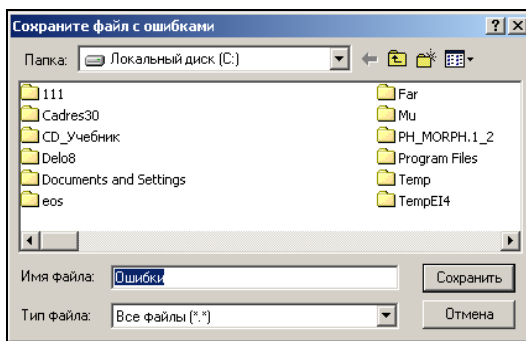 Сохраните файл с ошибками
Папка: Локальный диск (C:)
111
Cadres30
CD_Учебник
Delo8
Documents and Settings
eos
Far
Mu
PH_MORPH.1_2
Program Files
Temp
TempEI4
Имя файла: Ошибки Сохранить
Тип файла: Все файлы (*.*) Отмена